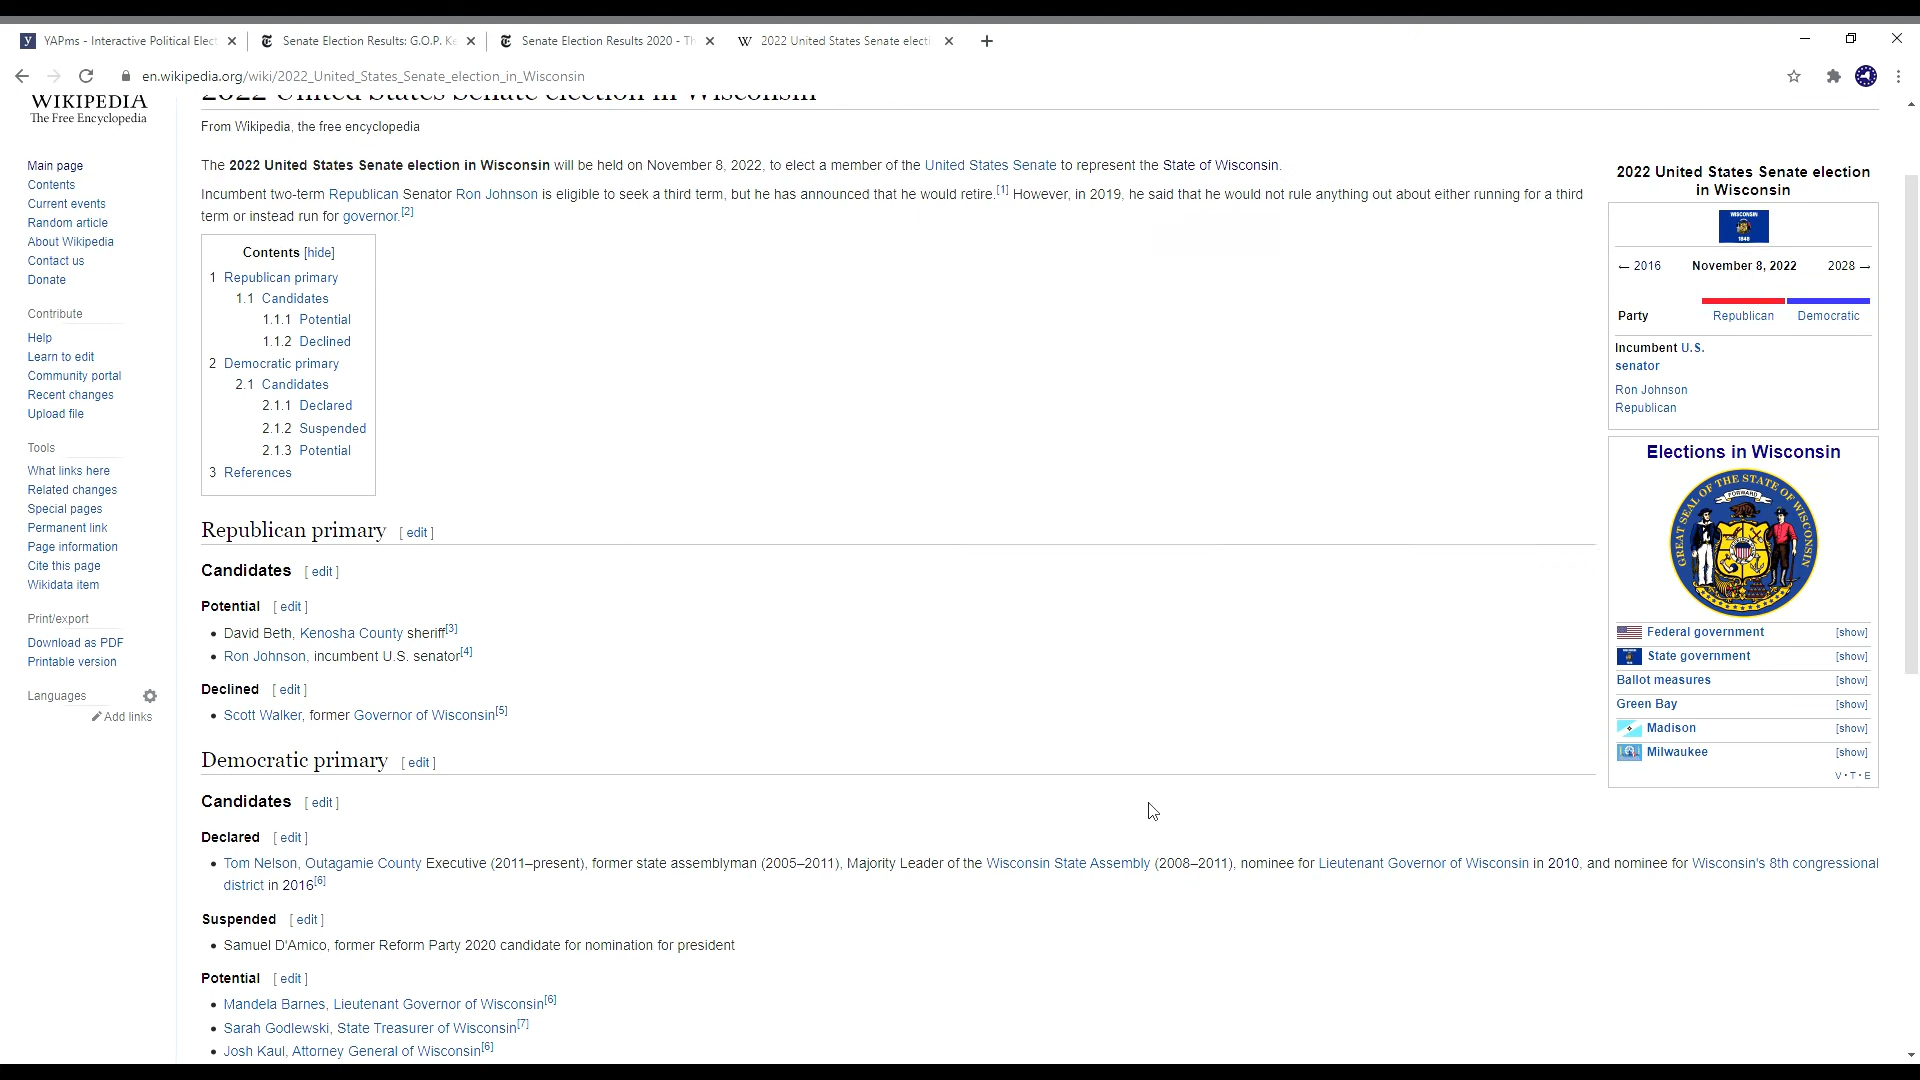 YAPms - Interactive Political Elect
Senate Election Results: G.O.P. Ke
Senate Election Results 2020 - Th
2022 United States Senate electi
en.wikipedia.org/wiki/2022_United_States_Senate_election_in_Wisconsin
WIKIPEDIA
The Free Encyclopedia
Main page
Contents
Current events
Random article
About Wikipedia
Contact us
Donate
Contribute
Help
Learn to edit
Community portal
Recent changes
Upload file
Tools
What links here
Related changes
Special pages
Permanent link
Page information
Cite this page
Wikidata item
Print/export
Download as PDF
Printable version
Languages
Add links
2022 United States Senate election in Wisconsin
From Wikipedia, the free encyclopedia
The 2022 United States Senate election in Wisconsin will be held on November 8, 2022, to elect a member of the United States Senate to represent the State of Wisconsin.
Incumbent two-term Republican Senator Ron Johnson is eligible to seek a third term, but he has announced that he would retire.[1] However, in 2019, he said that he would not rule anything out about either running for a third
term or instead run for governor.[2]
Contents [hide]
1 Republican primary
1.1 Candidates
1.1.1 Potential
1.1.2 Declined
2 Democratic primary
2.1 Candidates
2.1.1 Declared
2.1.2 Suspended
2.1.3 Potential
3 References
Republican primary [ edit ]
Candidates [ edit ]
Potential [ edit ]
• David Beth, Kenosha County sheriff[3]
• Ron Johnson, incumbent U.S. senator[4]
Declined [ edit ]
• Scott Walker, former Governor of Wisconsin[5]
Democratic primary [ edit ]
Candidates [ edit ]
Declared [ edit ]
• Tom Nelson, Outagamie County Executive (2011–present), former state assemblyman (2005–2011), Majority Leader of the Wisconsin State Assembly (2008–2011), nominee for Lieutenant Governor of Wisconsin in 2010, and nominee for Wisconsin's 8th congressional
district in 2016[6]
Suspended [ edit ]
• Samuel D'Amico, former Reform Party 2020 candidate for nomination for president
Potential [ edit ]
• Mandela Barnes, Lieutenant Governor of Wisconsin[6]
• Sarah Godlewski, State Treasurer of Wisconsin[7]
• Josh Kaul, Attorney General of Wisconsin[6]
2022 United States Senate election
in Wisconsin
WISCONSIN
1848
← 2016 November 8, 2022 2028 →
Party Republican Democratic
Incumbent U.S.
senator
Ron Johnson
Republican
Elections in Wisconsin
GREAT SEAL OF THE STATE OF WISCONSIN
FORWARD
Federal government [show]
State government [show]
Ballot measures [show]
Green Bay [show]
Madison [show]
Milwaukee [show]
V · T · E